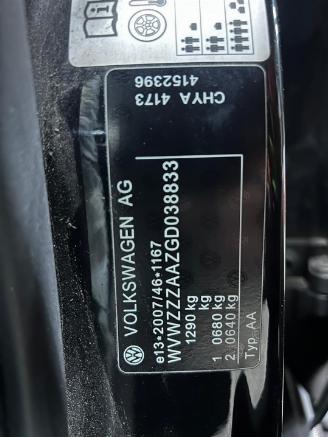 VOLKSWAGEN AG
e13*2007/46*1167
WVWZZZAAZGD038833
1290 kg
kg
1 0680 kg
2. 0640 kg
Typ AA
CHYA 4173
4152396